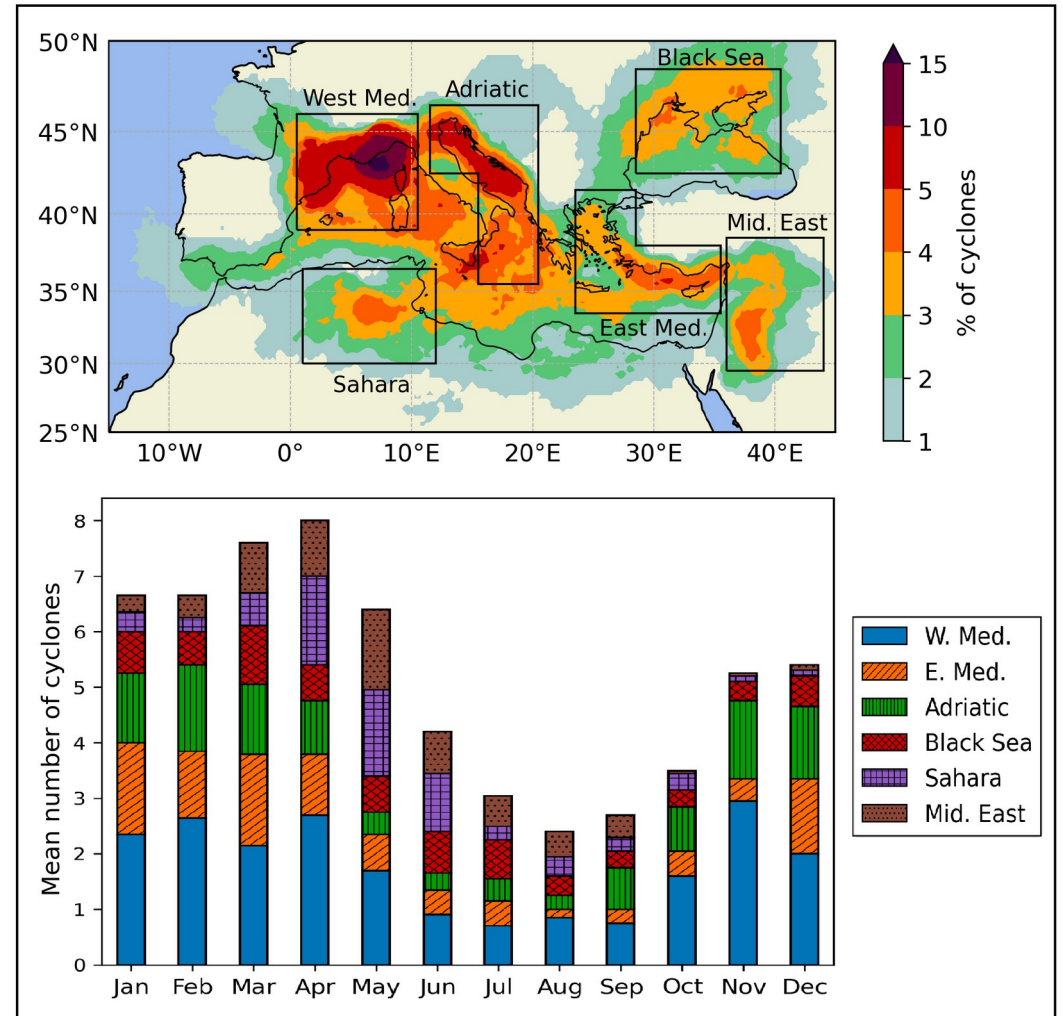 50°N
45°N
40°N
35°N
30°N
25°N
10°W 0° 10°E 20°E 30°E 40°E
West Med.
Adriatic
Black Sea
Mid. East
East Med.
Sahara
15
10
5
4
3
2
1
% of cyclones
Mean number of cyclones
8
7
6
5
4
3
2
1
0
Jan Feb Mar Apr May Jun Jul Aug Sep Oct Nov Dec
W. Med.
E. Med.
Adriatic
Black Sea
Sahara
Mid. East